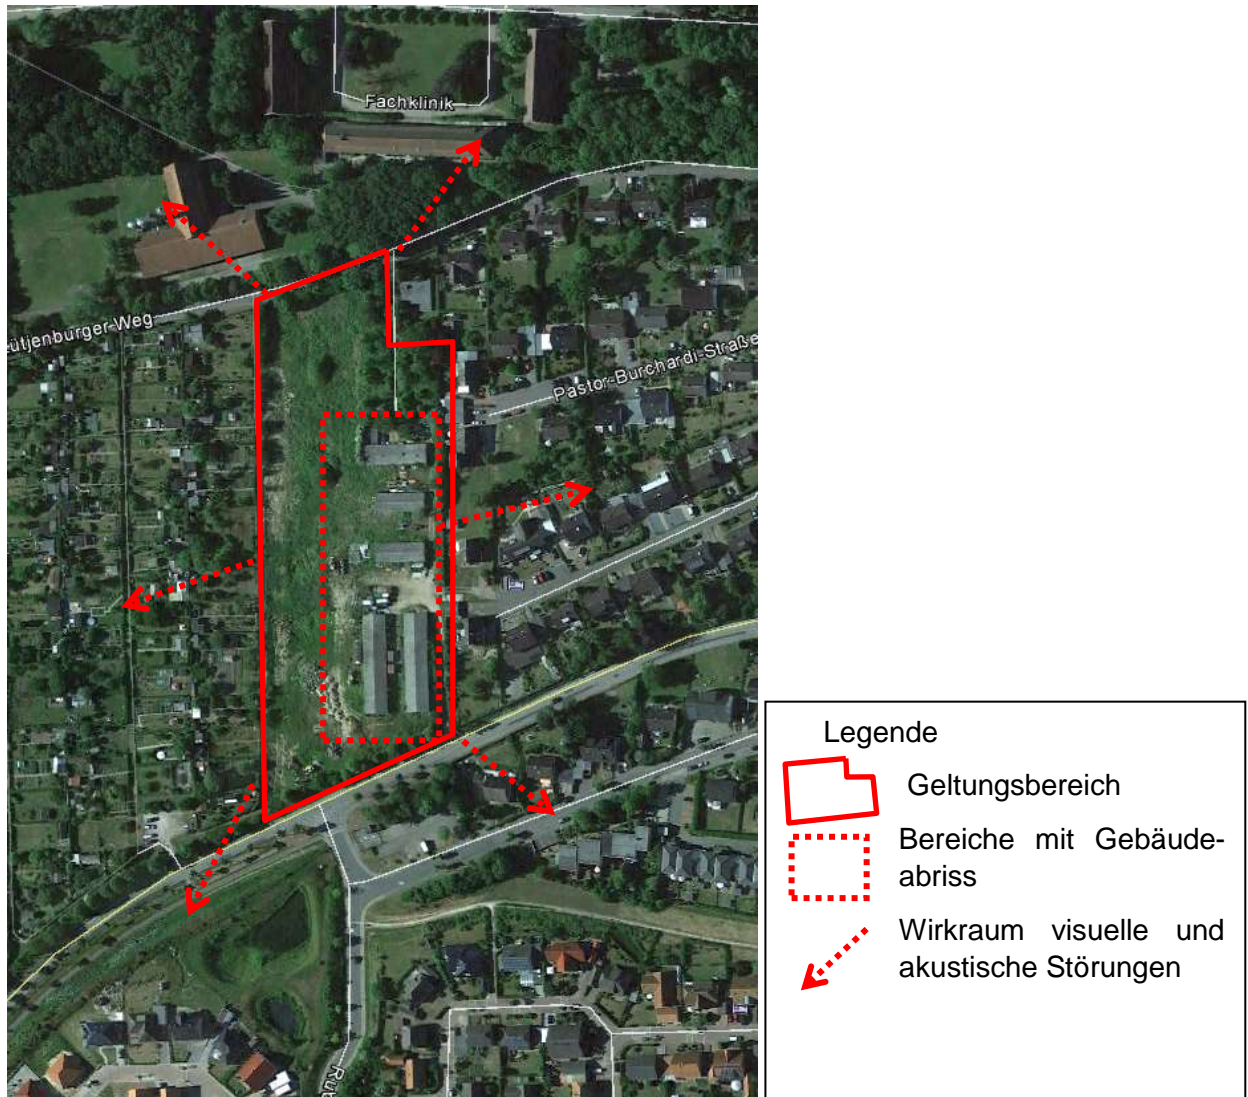 Fachklinik
ütjenburger-Weg
Pastor-Burchardi-Straße
Legende
Geltungsbereich
Bereiche mit Gebäude-
abriss
Wirkraum visuelle und
akustische Störungen